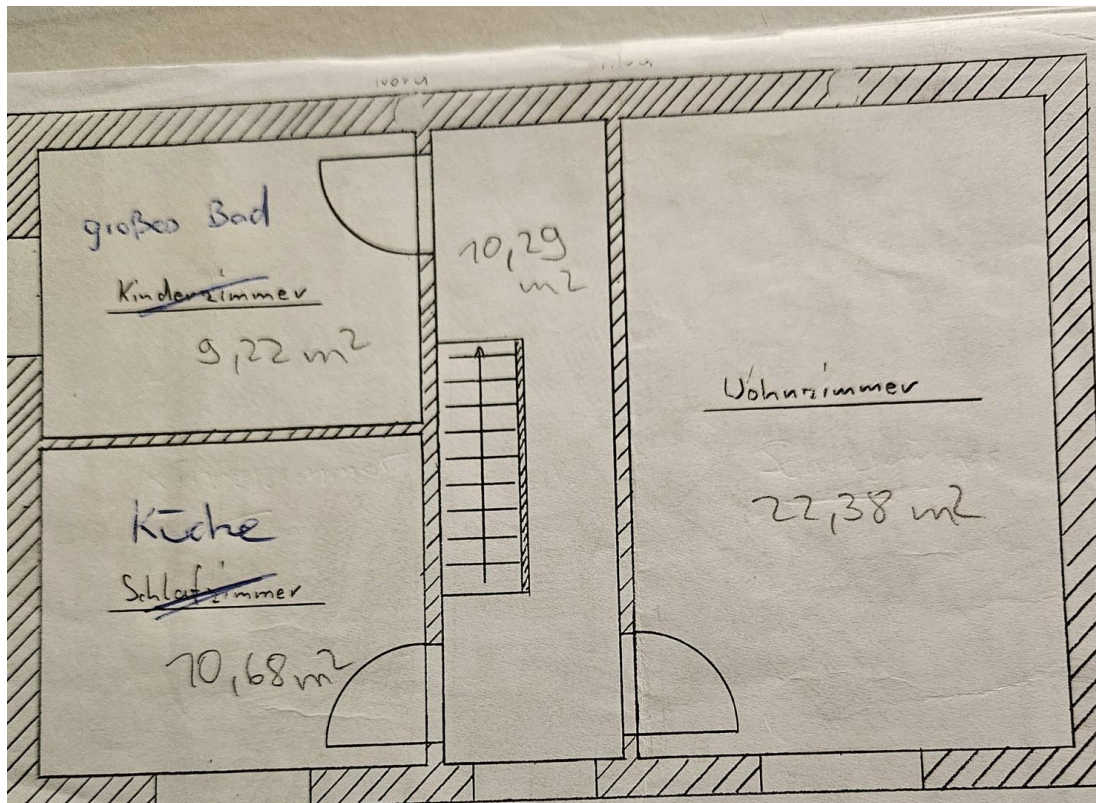 großes Bad
Kinderzimmer
9,22 m²
10,29
m²
Wohnzimmer
22,38 m²
Küche
Schlafzimmer
10,68 m²